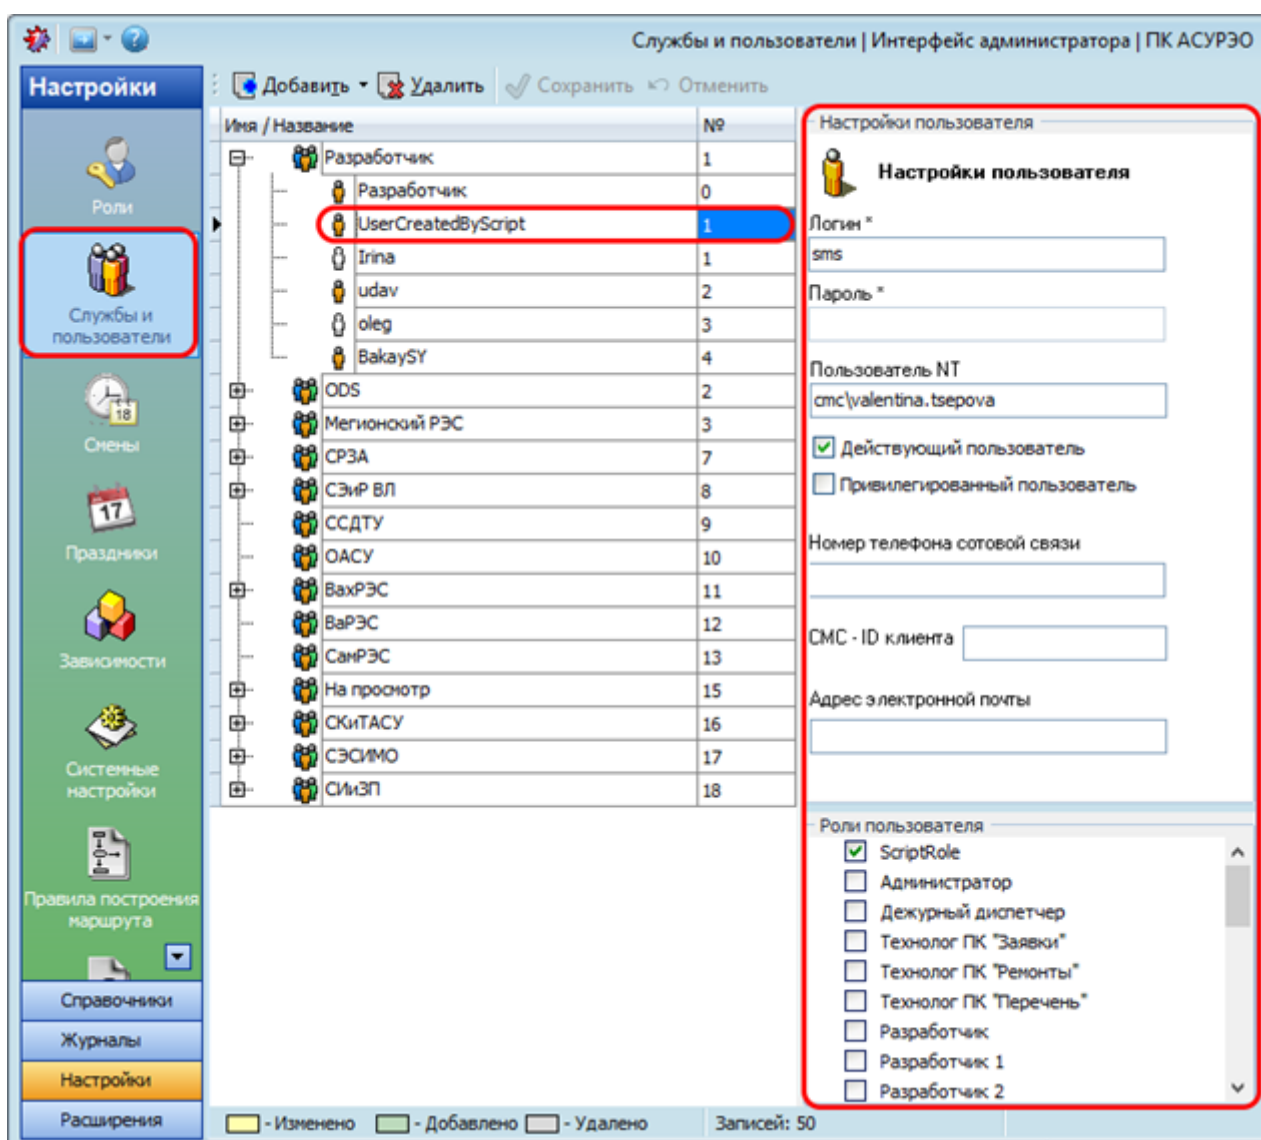 Службы и пользователи | Интерфейс администратора | ПК АСУРЭО
Настройки
Добавить Удалить Сохранить Отменить
Роли
Службы и
пользователи
18
Смены
17
Праздники
Зависимости
Системные
настройки
Правила построения
маршрута
Справочники
Журналы
Настройки
Расширения
Имя / Название №
Разработчик 1
Разработчик 0
UserCreatedByScript 1
Irina 1
udav 2
oleg 3
BakaySY 4
ODS 2
Мегионский РЭС 3
СРЗА 7
СЭиР ВЛ 8
ССДТУ 9
ОАСУ 10
ВахРЭС 11
ВаРЭС 12
СамРЭС 13
На просмотр 15
СКиТАСУ 16
СЭСИМО 17
СИиЗП 18
Настройки пользователя
Настройки пользователя
Логин *
sms
Пароль *
Пользователь NT
cmc\valentina.tsepova
Действующий пользователь
Привилегированный пользователь
Номер телефона сотовой связи
СМС - ID клиента
Адрес электронной почты
Роли пользователя
ScriptRole
Администратор
Дежурный диспетчер
Технолог ПК "Заявки"
Технолог ПК "Ремонты"
Технолог ПК "Перечень"
Разработчик
Разработчик 1
Разработчик 2
- Изменено - Добавлено - Удалено Записей: 50